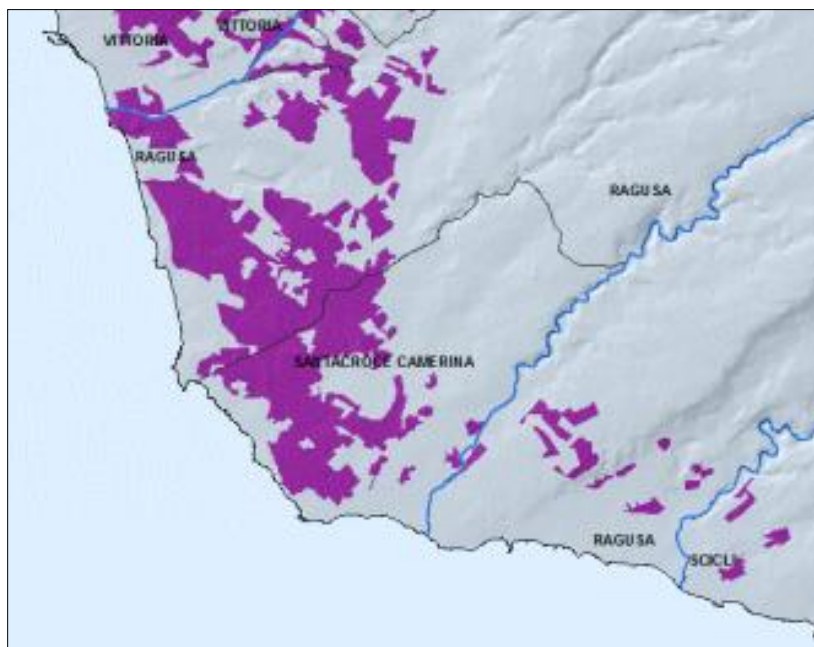 VITTORIA
VITTORIA
RAGUSA
RAGUSA
SANTACROCE CAMERINA
RAGUSA
SCICLI